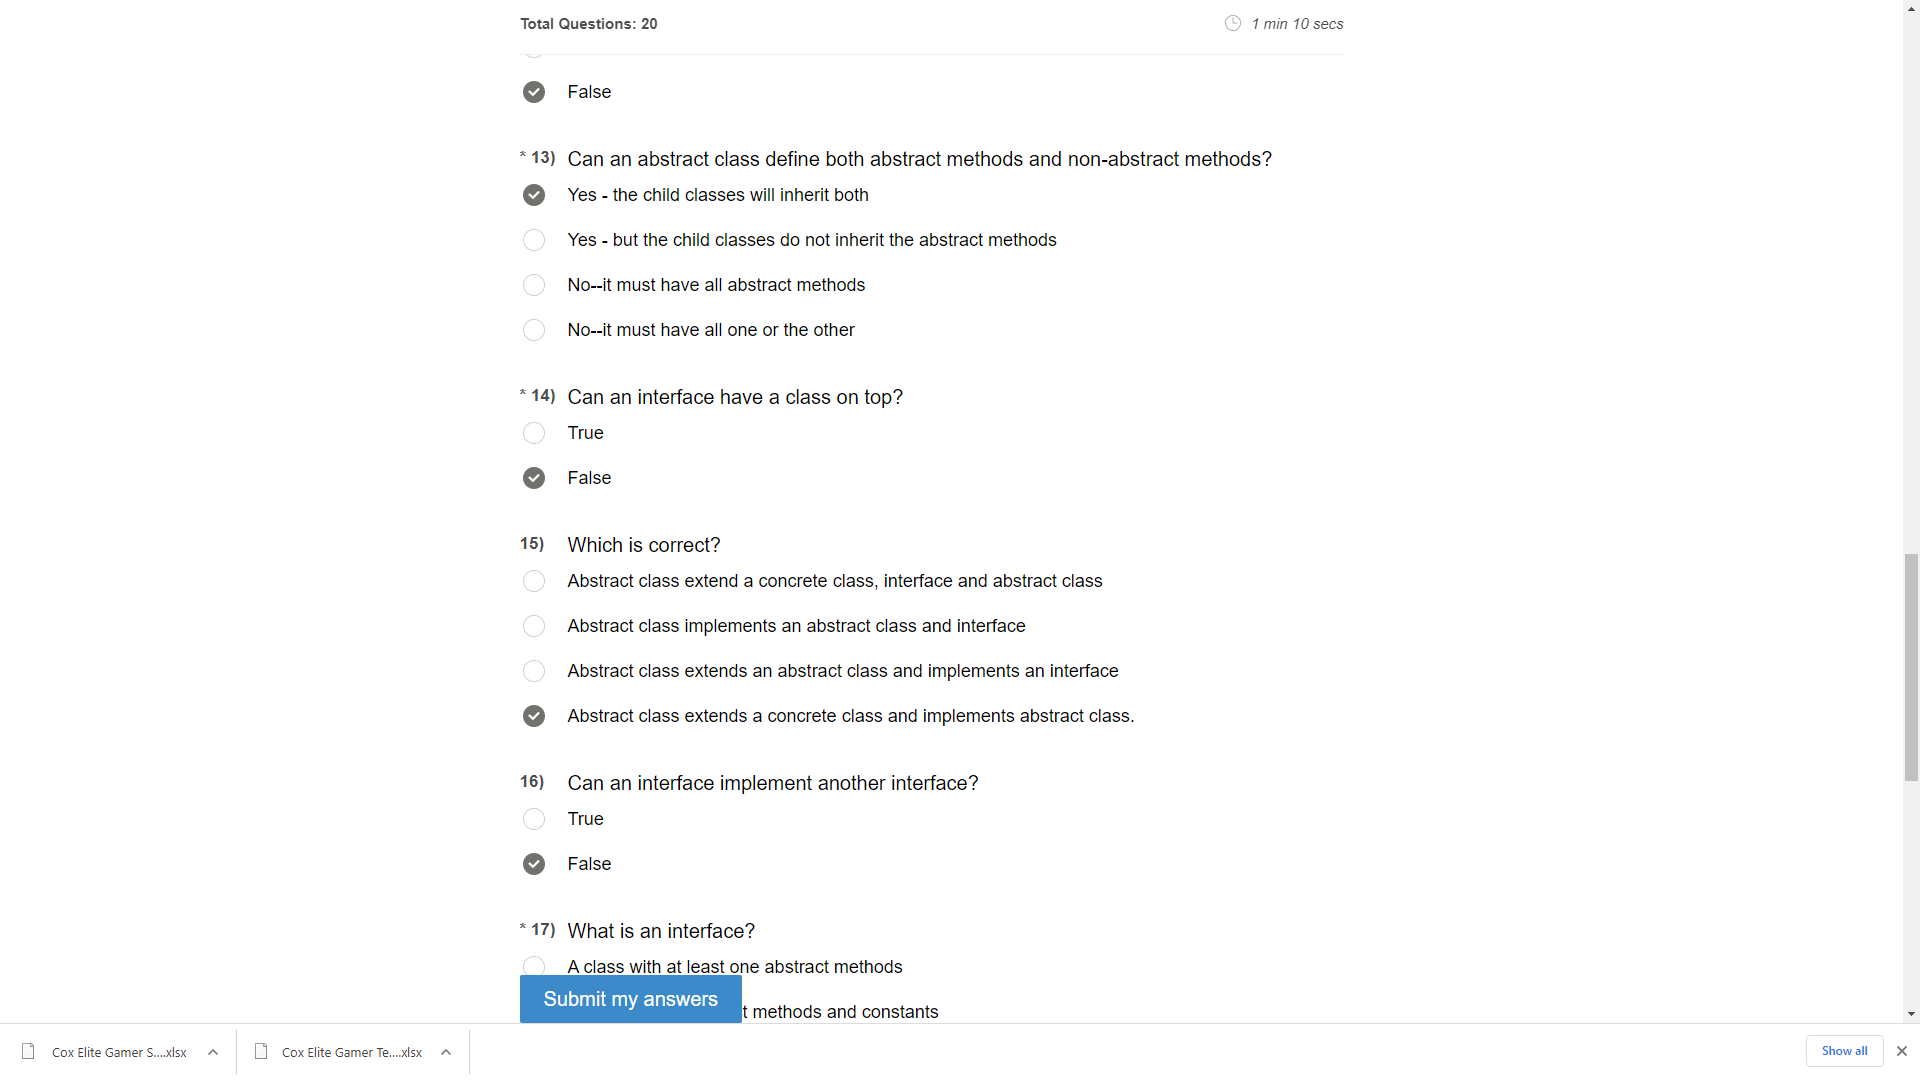 Total Questions: 20
1 min 10 secs
False
* 13) Can an abstract class define both abstract methods and non-abstract methods?
Yes - the child classes will inherit both
Yes - but the child classes do not inherit the abstract methods
No--it must have all abstract methods
No--it must have all one or the other
* 14) Can an interface have a class on top?
True
False
15) Which is correct?
Abstract class extend a concrete class, interface and abstract class
Abstract class implements an abstract class and interface
Abstract class extends an abstract class and implements an interface
Abstract class extends a concrete class and implements abstract class.
16) Can an interface implement another interface?
True
False
* 17) What is an interface?
A class with at least one abstract methods
Submit my answers
t methods and constants
Cox Elite Gamer S....xlsx
Cox Elite Gamer Te....xlsx
Show all